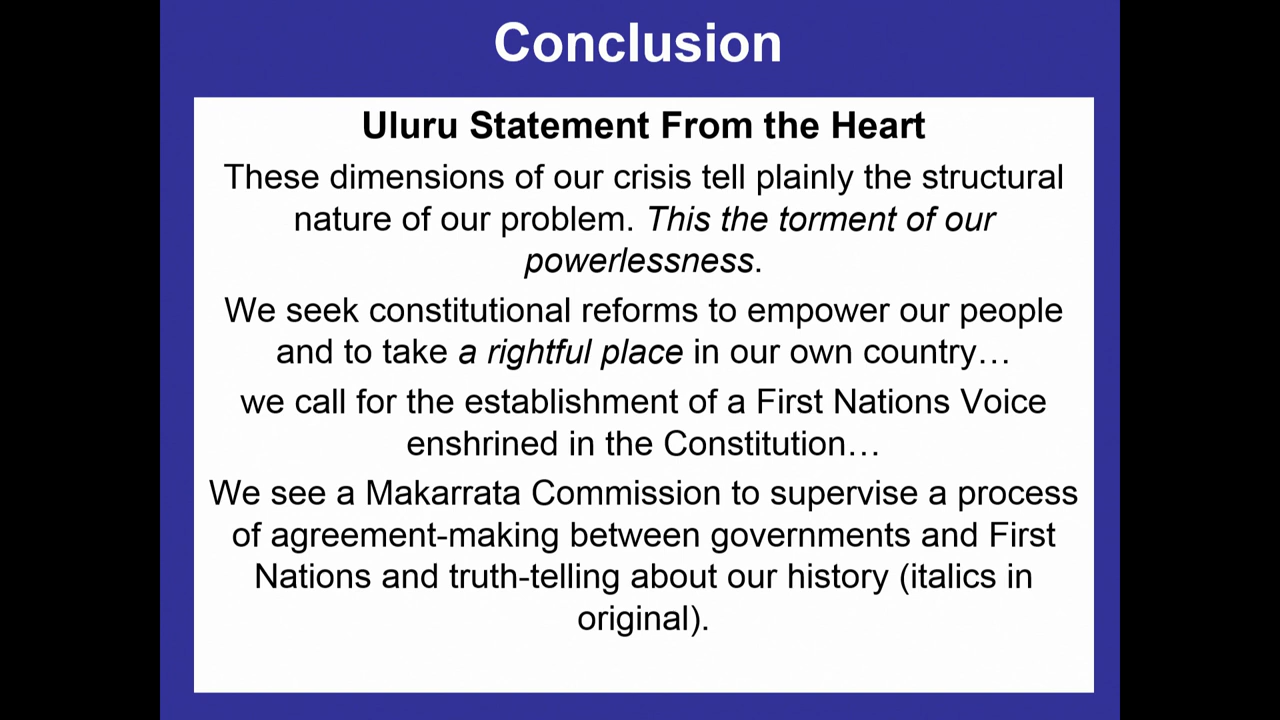 Conclusion
Uluru Statement From the Heart
These dimensions of our crisis tell plainly the structural
nature of our problem. This the torment of our
powerlessness.
We seek constitutional reforms to empower our people
and to take a rightful place in our own country…
we call for the establishment of a First Nations Voice
enshrined in the Constitution…
We see a Makarrata Commission to supervise a process
of agreement-making between governments and First
Nations and truth-telling about our history (italics in
original).